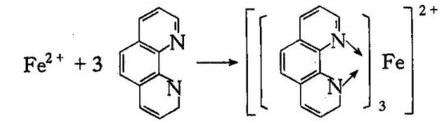 Fe²⁺ + 3 N N ⟶ [( N N )₃ Fe]²⁺